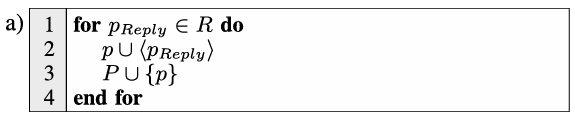 a) 1 for p_Reply ∈ R do
2 p ∪ ⟨p_Reply⟩
3 P ∪ {p}
4 end for